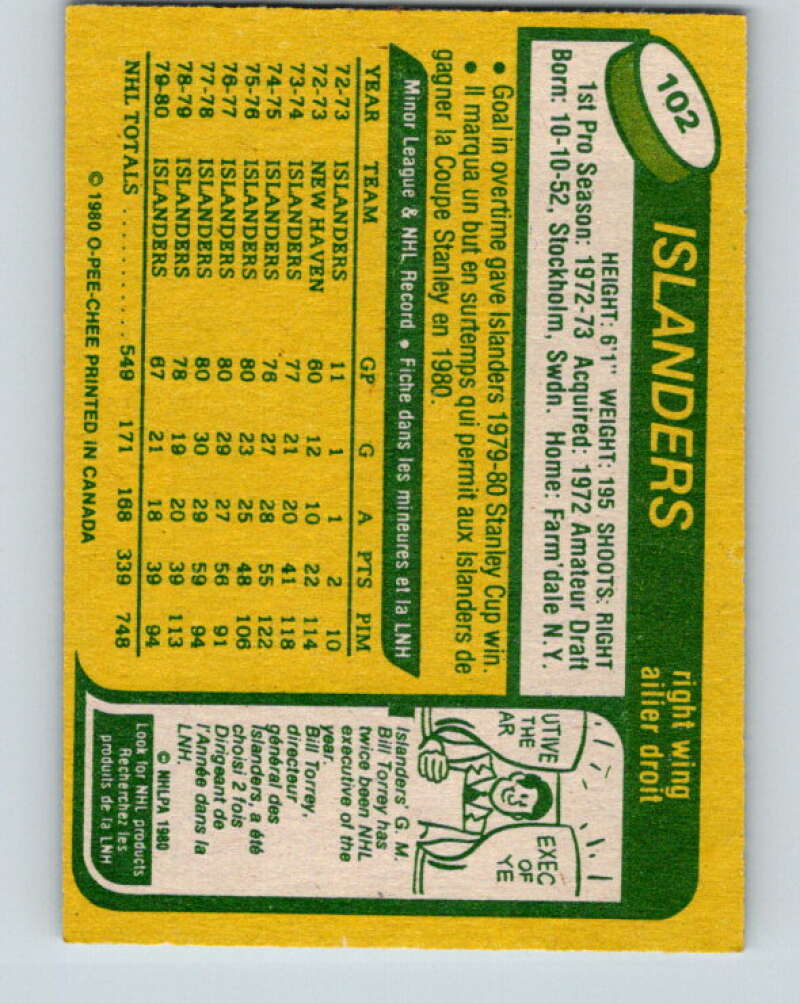 102
ISLANDERS
right wing
ailier droit
HEIGHT: 6'1" WEIGHT: 195 SHOOTS: RIGHT
1st Pro Season: 1972-73 Acquired: 1972 Amateur Draft
Born: 10-10-52, Stockholm, Swdn. Home: Farm'dale N.Y.
• Goal in overtime gave Islanders 1979-80 Stanley Cup win.
• Il marqua un but en surtemps qui permit aux Islanders de
gagner la Coupe Stanley en 1980.
Minor League & NHL Record • Fiche dans les mineures et la LNH
YEAR TEAM GP G A PTS PIM
72-73 ISLANDERS 11 1 1 2 10
72-73 NEW HAVEN 60 12 10 22 114
73-74 ISLANDERS 77 21 20 41 118
74-75 ISLANDERS 76 27 28 55 122
75-76 ISLANDERS 80 23 25 48 106
76-77 ISLANDERS 80 29 27 56 91
77-78 ISLANDERS 80 30 29 59 94
78-79 ISLANDERS 78 19 20 39 113
79-80 ISLANDERS 67 21 18 39 94
NHL TOTALS .......... 549 171 168 339 748
© 1980 O-PEE-CHEE PRINTED IN CANADA
UTIVE
THE
AR
EXEC
OF
YE
Islanders' G. M.
Bill Torrey has
twice been NHL
executive of the
year.
Bill Torrey,
directeur
général des
Islanders, a été
choisi 2 fois
Dirigeant de
l'Année dans la
LNH.
© NHLPA 1980
Look for NHL products
Recherchez les
produits de la LNH